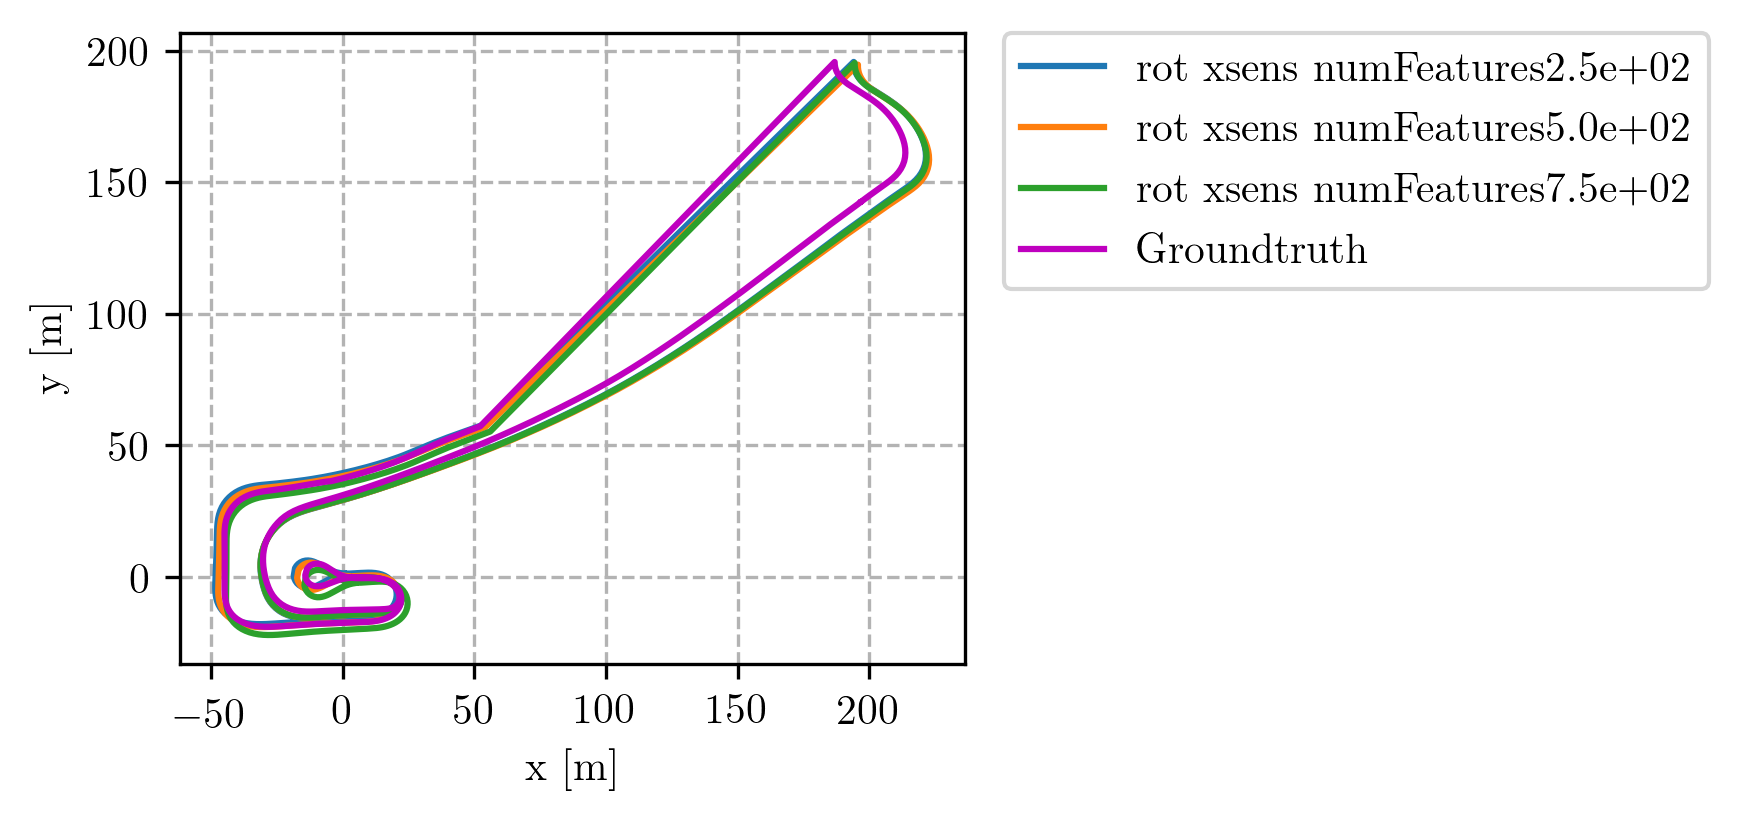 200
150
100
50
0
y [m]
−50 0 50 100 150 200
x [m]
rot xsens numFeatures2.5e+02
rot xsens numFeatures5.0e+02
rot xsens numFeatures7.5e+02
Groundtruth